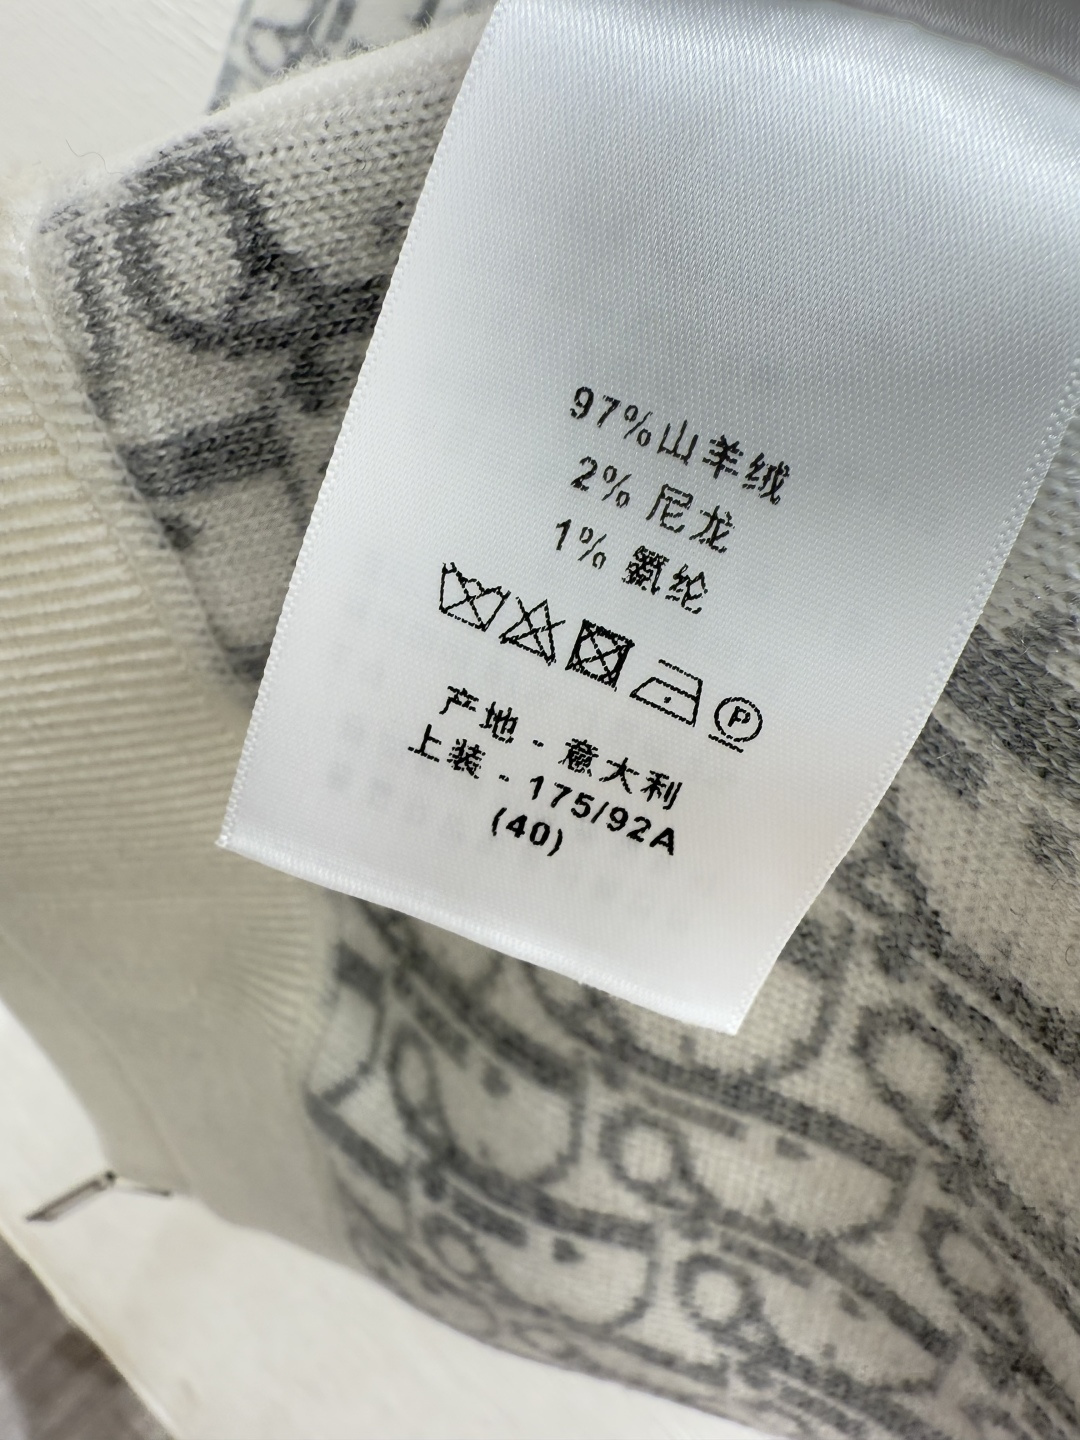 97%山羊绒
2% 尼龙
1% 氨纶
P
产地 - 意大利
上装 - 175/92A
(40)